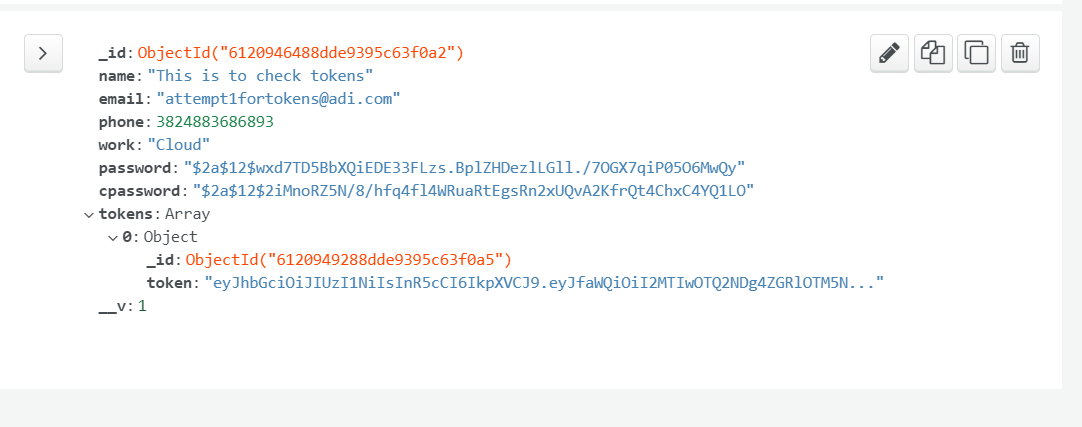 _id: ObjectId("6120946488dde9395c63f0a2")
name: "This is to check tokens"
email: "attempt1fortokens@adi.com"
phone: 3824883686893
work: "Cloud"
password: "$2a$12$wxd7TD5BbXQiEDE33FLzs.BplZHDezlLGll./7OGX7qiP05O6MwQy"
cpassword: "$2a$12$2iMnoRZ5N/8/hfq4fl4WRuaRtEgsRn2xUQvA2KfrQt4ChxC4YQ1LO"
tokens: Array
0: Object
_id: ObjectId("6120949288dde9395c63f0a5")
token: "eyJhbGciOiJIUzI1NiIsInR5cCI6IkpXVCJ9.eyJfaWQiOiI2MTIwOTQ2NDg4ZGRlOTM5N..."
__v: 1